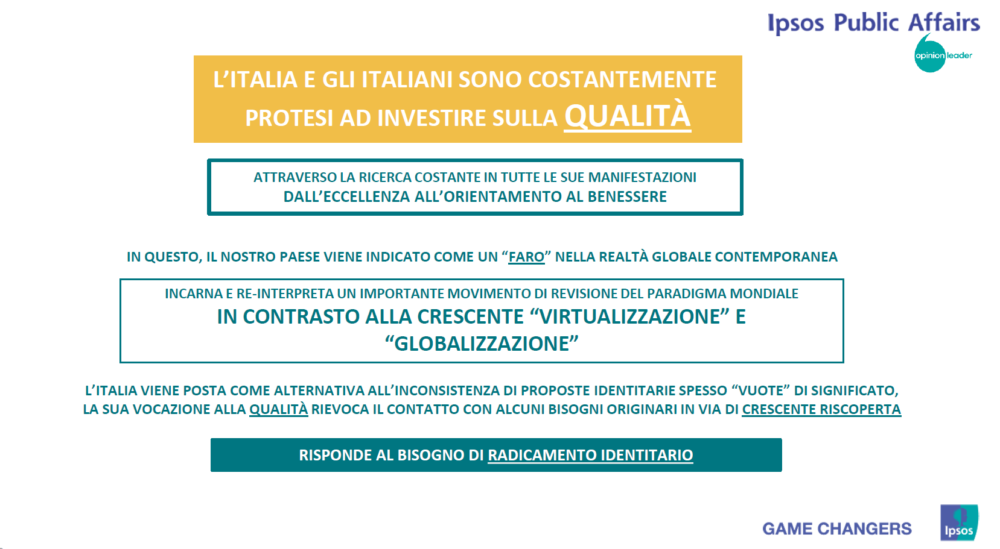 Ipsos Public Affairs
opinion leader
L’ITALIA E GLI ITALIANI SONO COSTANTEMENTE
PROTESI AD INVESTIRE SULLA QUALITÀ
ATTRAVERSO LA RICERCA COSTANTE IN TUTTE LE SUE MANIFESTAZIONI
DALL’ECCELLENZA ALL’ORIENTAMENTO AL BENESSERE
IN QUESTO, IL NOSTRO PAESE VIENE INDICATO COME UN “FARO” NELLA REALTÀ GLOBALE CONTEMPORANEA
INCARNA E RE-INTERPRETA UN IMPORTANTE MOVIMENTO DI REVISIONE DEL PARADIGMA MONDIALE
IN CONTRASTO ALLA CRESCENTE “VIRTUALIZZAZIONE” E
“GLOBALIZZAZIONE”
L’ITALIA VIENE POSTA COME ALTERNATIVA ALL’INCONSISTENZA DI PROPOSTE IDENTITARIE SPESSO “VUOTE” DI SIGNIFICATO,
LA SUA VOCAZIONE ALLA QUALITÀ RIEVOCA IL CONTATTO CON ALCUNI BISOGNI ORIGINARI IN VIA DI CRESCENTE RISCOPERTA
RISPONDE AL BISOGNO DI RADICAMENTO IDENTITARIO
GAME CHANGERS
Ipsos